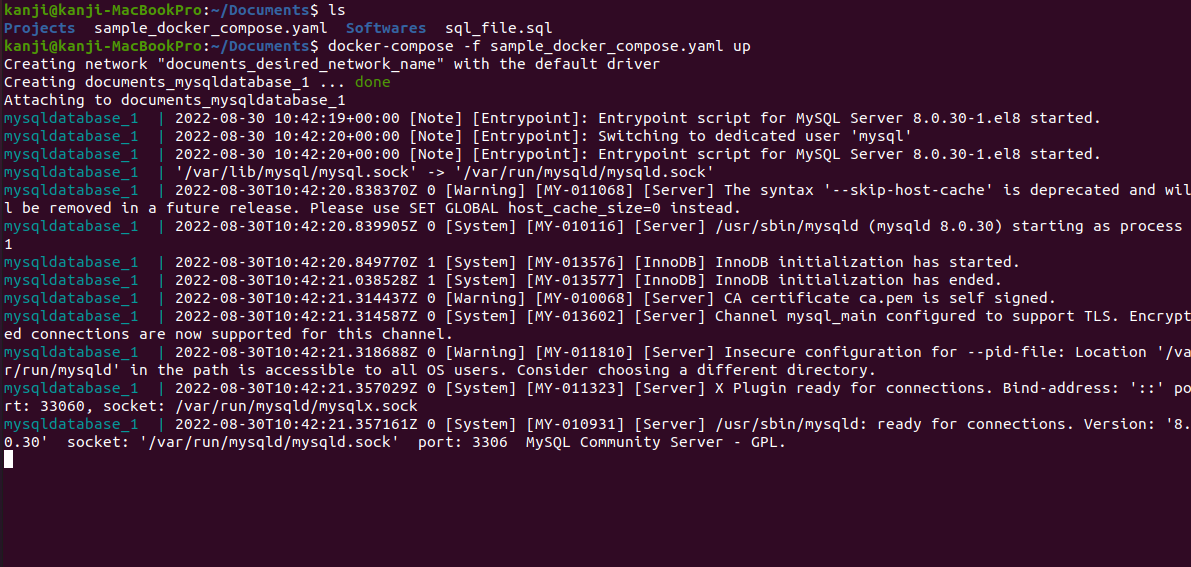 kanji@kanji-MacBookPro:~/Documents$ ls
Projects  sample_docker_compose.yaml  Softwares  sql_file.sql
kanji@kanji-MacBookPro:~/Documents$ docker-compose -f sample_docker_compose.yaml up
Creating network "documents_desired_network_name" with the default driver
Creating documents_mysqldatabase_1 ... done
Attaching to documents_mysqldatabase_1
mysqldatabase_1  | 2022-08-30 10:42:19+00:00 [Note] [Entrypoint]: Entrypoint script for MySQL Server 8.0.30-1.el8 started.
mysqldatabase_1  | 2022-08-30 10:42:20+00:00 [Note] [Entrypoint]: Switching to dedicated user 'mysql'
mysqldatabase_1  | 2022-08-30 10:42:20+00:00 [Note] [Entrypoint]: Entrypoint script for MySQL Server 8.0.30-1.el8 started.
mysqldatabase_1  | '/var/lib/mysql/mysql.sock' -> '/var/run/mysqld/mysqld.sock'
mysqldatabase_1  | 2022-08-30T10:42:20.838370Z 0 [Warning] [MY-011068] [Server] The syntax '--skip-host-cache' is deprecated and wil
l be removed in a future release. Please use SET GLOBAL host_cache_size=0 instead.
mysqldatabase_1  | 2022-08-30T10:42:20.839905Z 0 [System] [MY-010116] [Server] /usr/sbin/mysqld (mysqld 8.0.30) starting as process
1
mysqldatabase_1  | 2022-08-30T10:42:20.849770Z 1 [System] [MY-013576] [InnoDB] InnoDB initialization has started.
mysqldatabase_1  | 2022-08-30T10:42:21.038528Z 1 [System] [MY-013577] [InnoDB] InnoDB initialization has ended.
mysqldatabase_1  | 2022-08-30T10:42:21.314437Z 0 [Warning] [MY-010068] [Server] CA certificate ca.pem is self signed.
mysqldatabase_1  | 2022-08-30T10:42:21.314587Z 0 [System] [MY-013602] [Server] Channel mysql_main configured to support TLS. Encrypt
ed connections are now supported for this channel.
mysqldatabase_1  | 2022-08-30T10:42:21.318688Z 0 [Warning] [MY-011810] [Server] Insecure configuration for --pid-file: Location '/va
r/run/mysqld' in the path is accessible to all OS users. Consider choosing a different directory.
mysqldatabase_1  | 2022-08-30T10:42:21.357029Z 0 [System] [MY-011323] [Server] X Plugin ready for connections. Bind-address: '::' po
rt: 33060, socket: /var/run/mysqld/mysqlx.sock
mysqldatabase_1  | 2022-08-30T10:42:21.357161Z 0 [System] [MY-010931] [Server] /usr/sbin/mysqld: ready for connections. Version: '8.
0.30'  socket: '/var/run/mysqld/mysqld.sock'  port: 3306  MySQL Community Server - GPL.